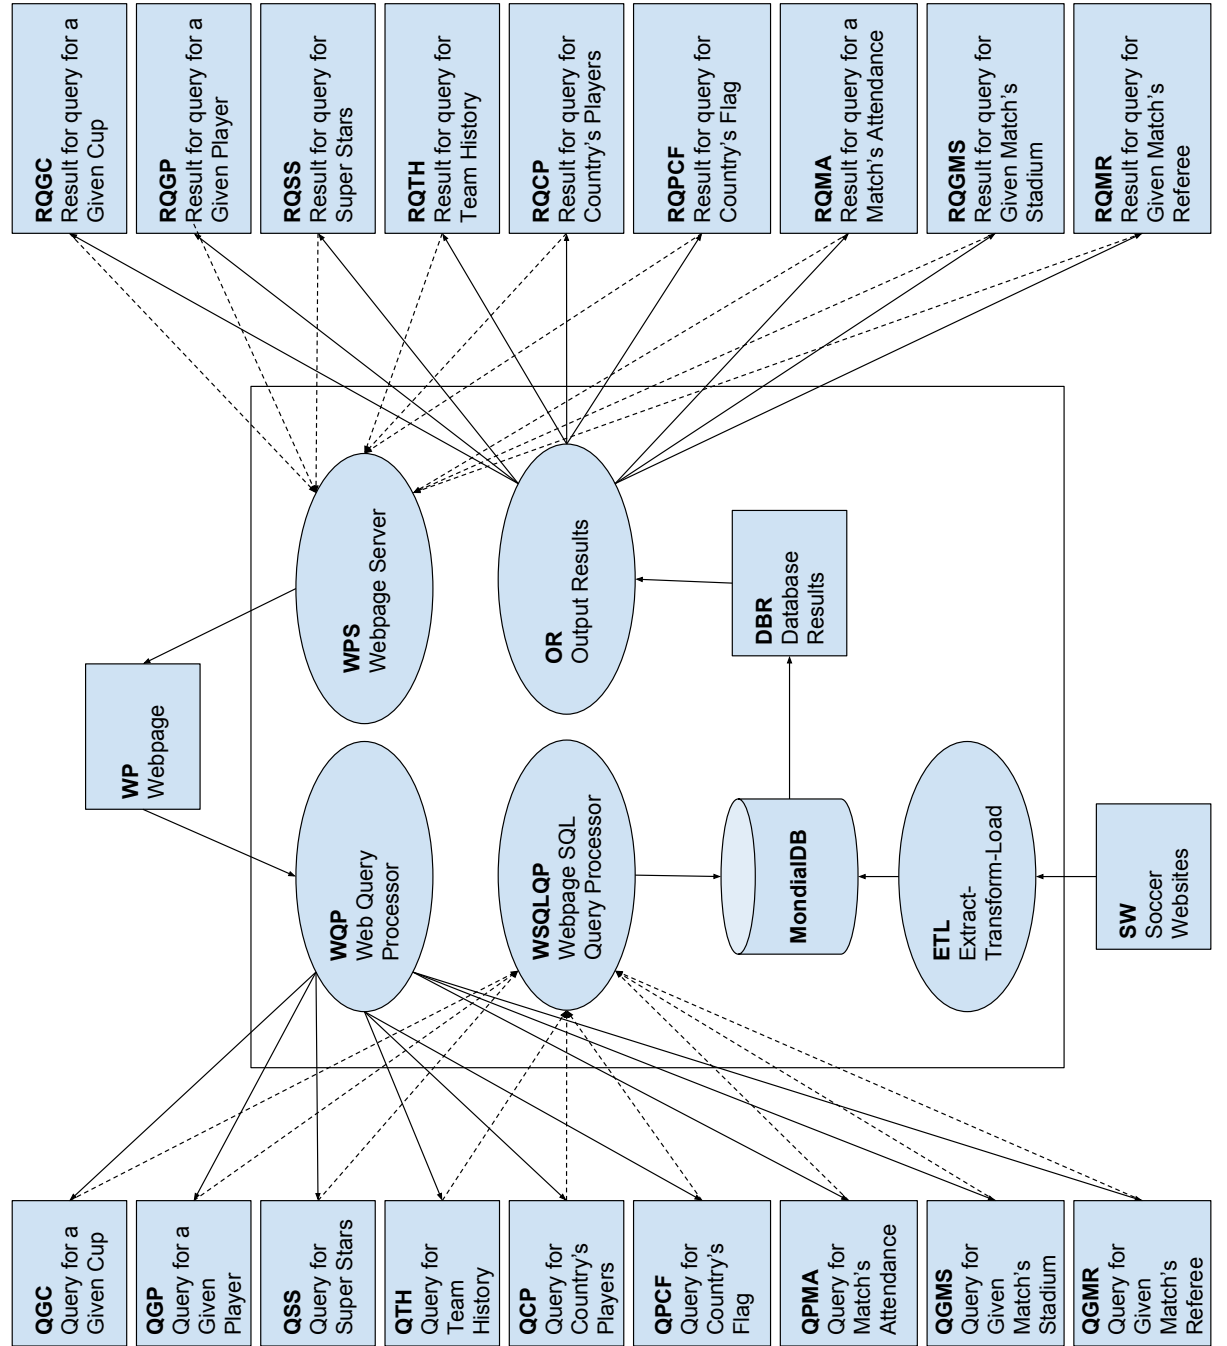 QGC
Query for a
Given Cup
QGP
Query for a
Given
Player
QSS
Query for
Super Stars
QTH
Query for
Team
History
QCP
Query for
Country's
Players
QPCF
Query for
Country's
Flag
QPMA
Query for
Match's
Attendance
QGMS
Query for
Given
Match's
Stadium
QGMR
Query for
Given
Match's
Referee
WP
Webpage
WQP
Web Query
Processor
WPS
Webpage Server
WSQLQP
Webpage SQL
Query Processor
OR
Output Results
MondialDB
DBR
Database
Results
ETL
Extract-
Transform-Load
SW
Soccer
Websites
RQGC
Result for query for a
Given Cup
RQGP
Result for query for a
Given Player
RQSS
Result for query for
Super Stars
RQTH
Result for query for
Team History
RQCP
Result for query for
Country's Players
RQPCF
Result for query for
Country's Flag
RQMA
Result for query for a
Match's Attendance
RQGMS
Result for query for
Given Match's
Stadium
RQMR
Result for query for
Given Match's
Referee